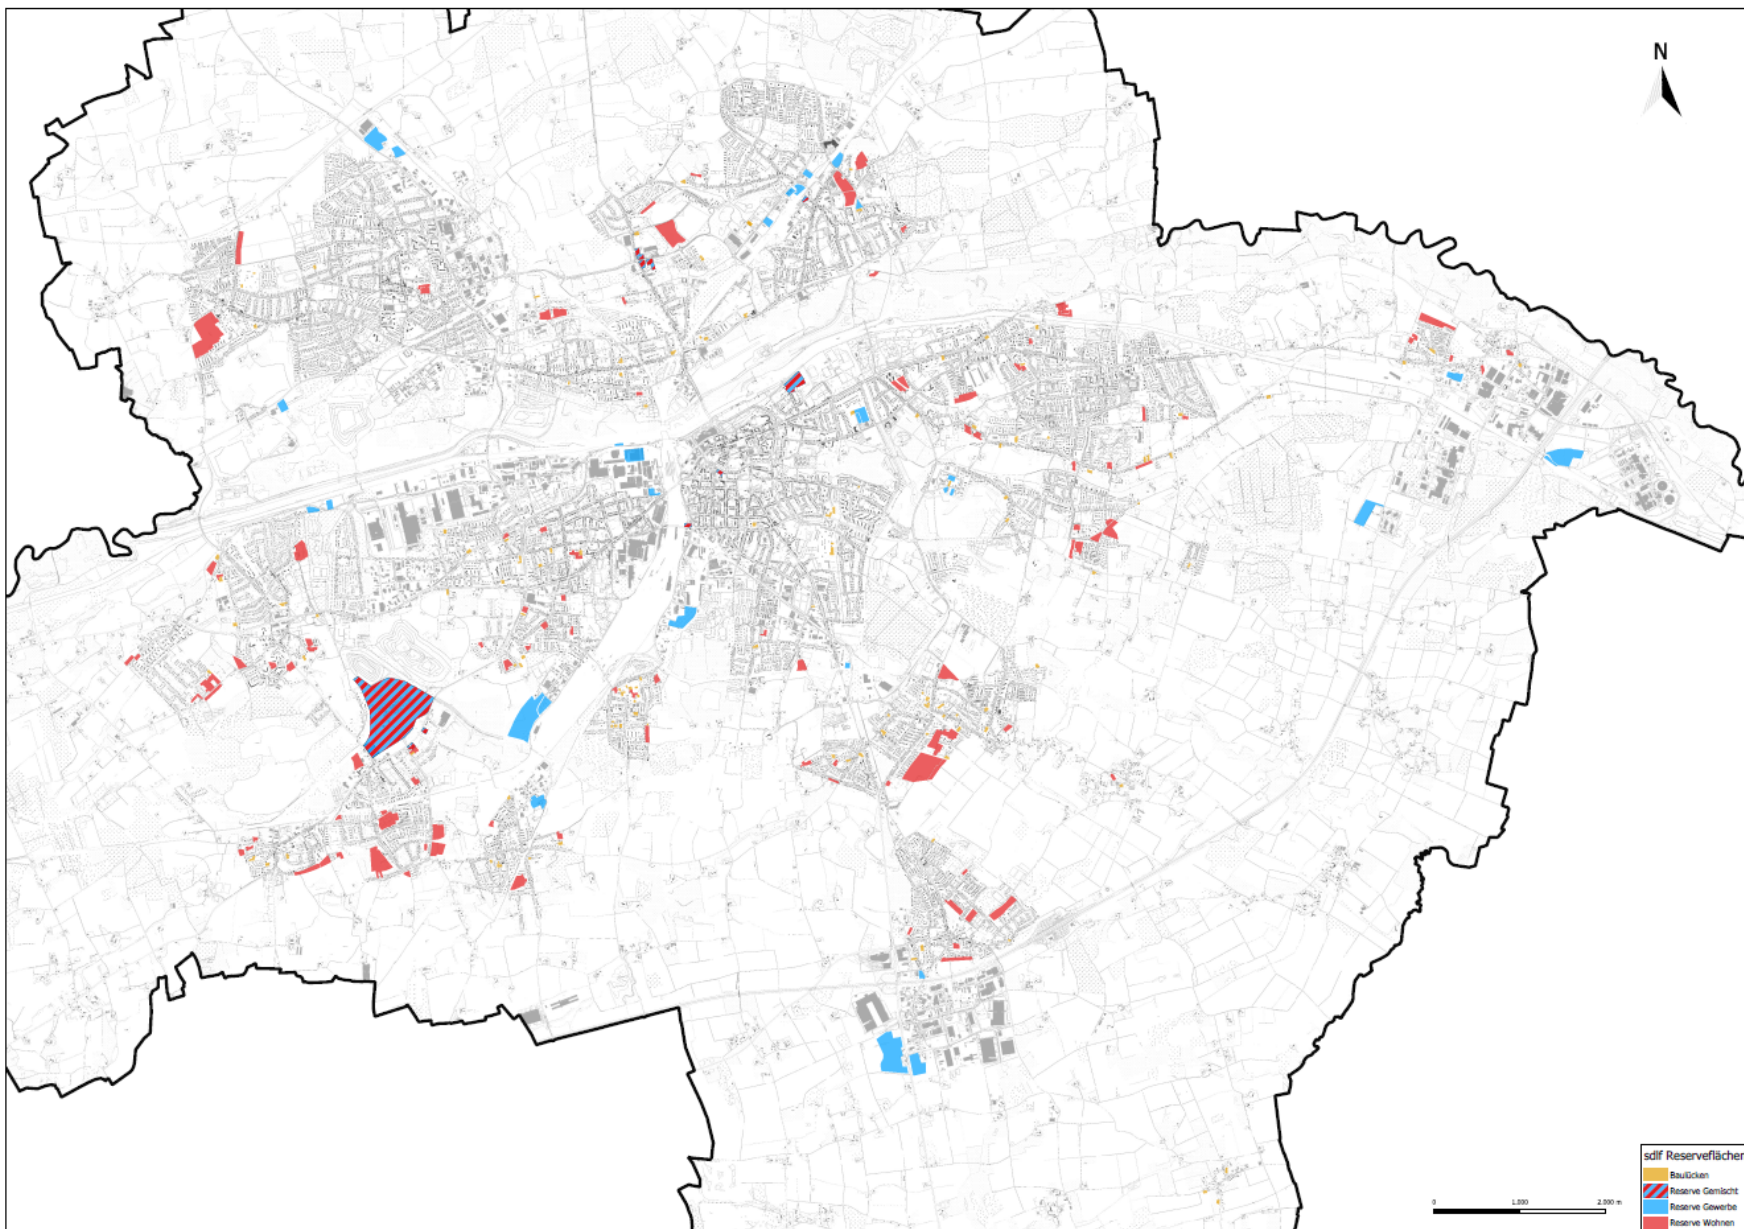 N
0 1.000 2.000 m
sdlf Reserveflächen
Baulücken
Reserve Gemischt
Reserve Gewerbe
Reserve Wohnen